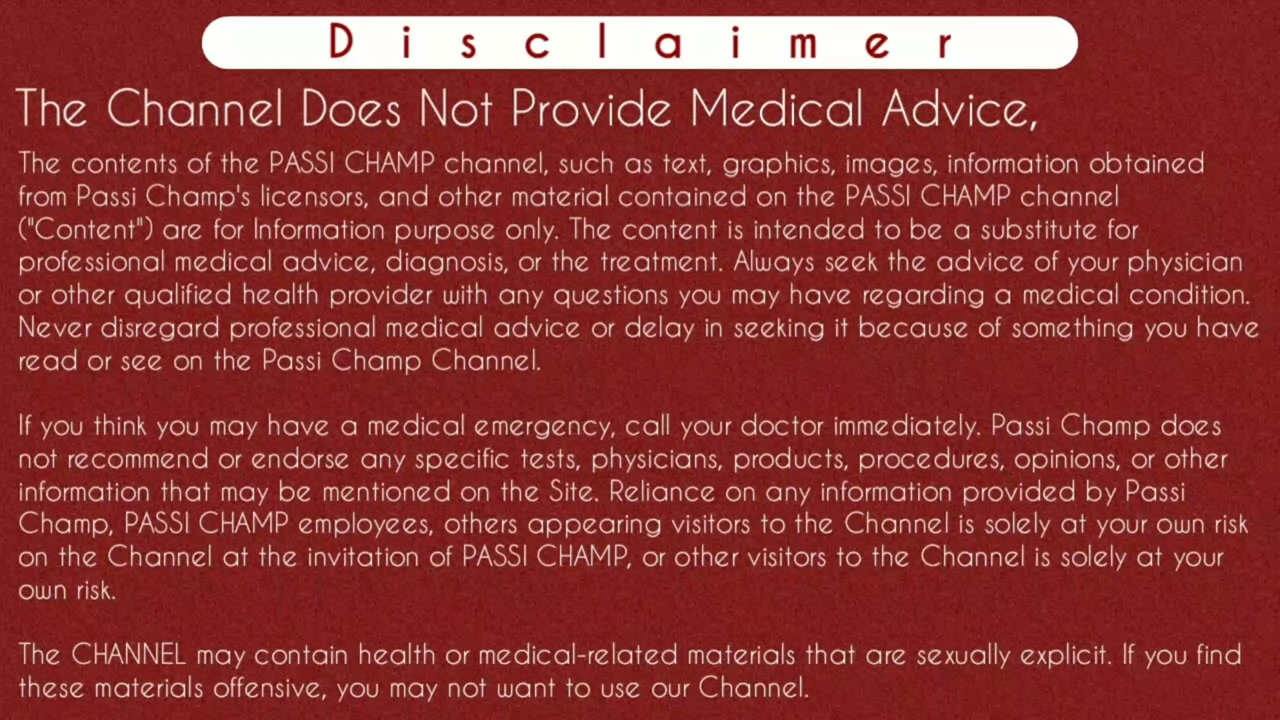 Disclaimer
The Channel Does Not Provide Medical Advice,
The contents of the PASSI CHAMP channel, such as text, graphics, images, information obtained
from Passi Champ's licensors, and other material contained on the PASSI CHAMP channel
("Content") are for Information purpose only. The content is intended to be a substitute for
professional medical advice, diagnosis, or the treatment. Always seek the advice of your physician
or other qualified health provider with any questions you may have regarding a medical condition.
Never disregard professional medical advice or delay in seeking it because of something you have
read or see on the Passi Champ Channel.
If you think you may have a medical emergency, call your doctor immediately. Passi Champ does
not recommend or endorse any specific tests, physicians, products, procedures, opinions, or other
information that may be mentioned on the Site. Reliance on any information provided by Passi
Champ, PASSI CHAMP employees, others appearing visitors to the Channel is solely at your own risk
on the Channel at the invitation of PASSI CHAMP, or other visitors to the Channel is solely at your
own risk.
The CHANNEL may contain health or medical-related materials that are sexually explicit. If you find
these materials offensive, you may not want to use our Channel.